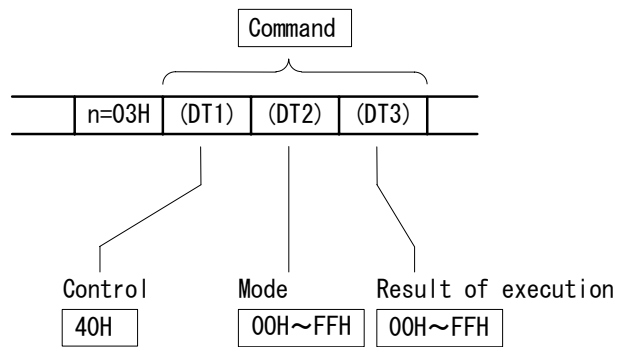 Command
n=03H (DT1) (DT2) (DT3)
Control Mode Result of execution
40H 00H～FFH 00H～FFH